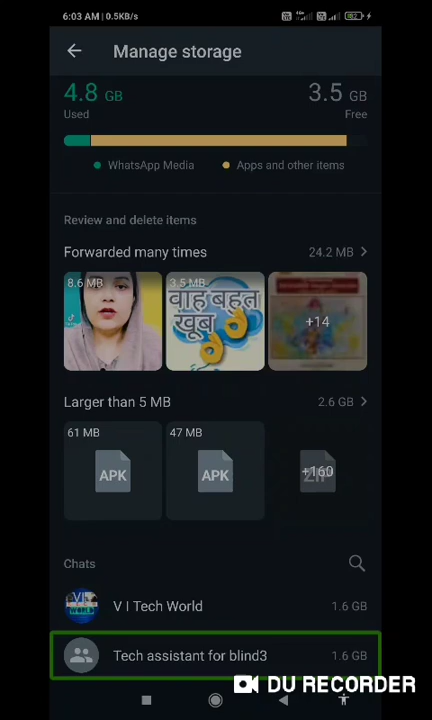 6:03 AM | 0.5KB/s
Manage storage
4.8 GB
3.5 GB
Used
Free
WhatsApp Media
Apps and other items
Review and delete items
Forwarded many times
24.2 MB
8.6 MB
3.5 MB
वाह बहुत
खूब
+14
Larger than 5 MB
2.6 GB
61 MB
47 MB
APK
APK
+160
Chats
V I Tech World
1.6 GB
Tech assistant for blind3
1.6 GB
DU RECORDER